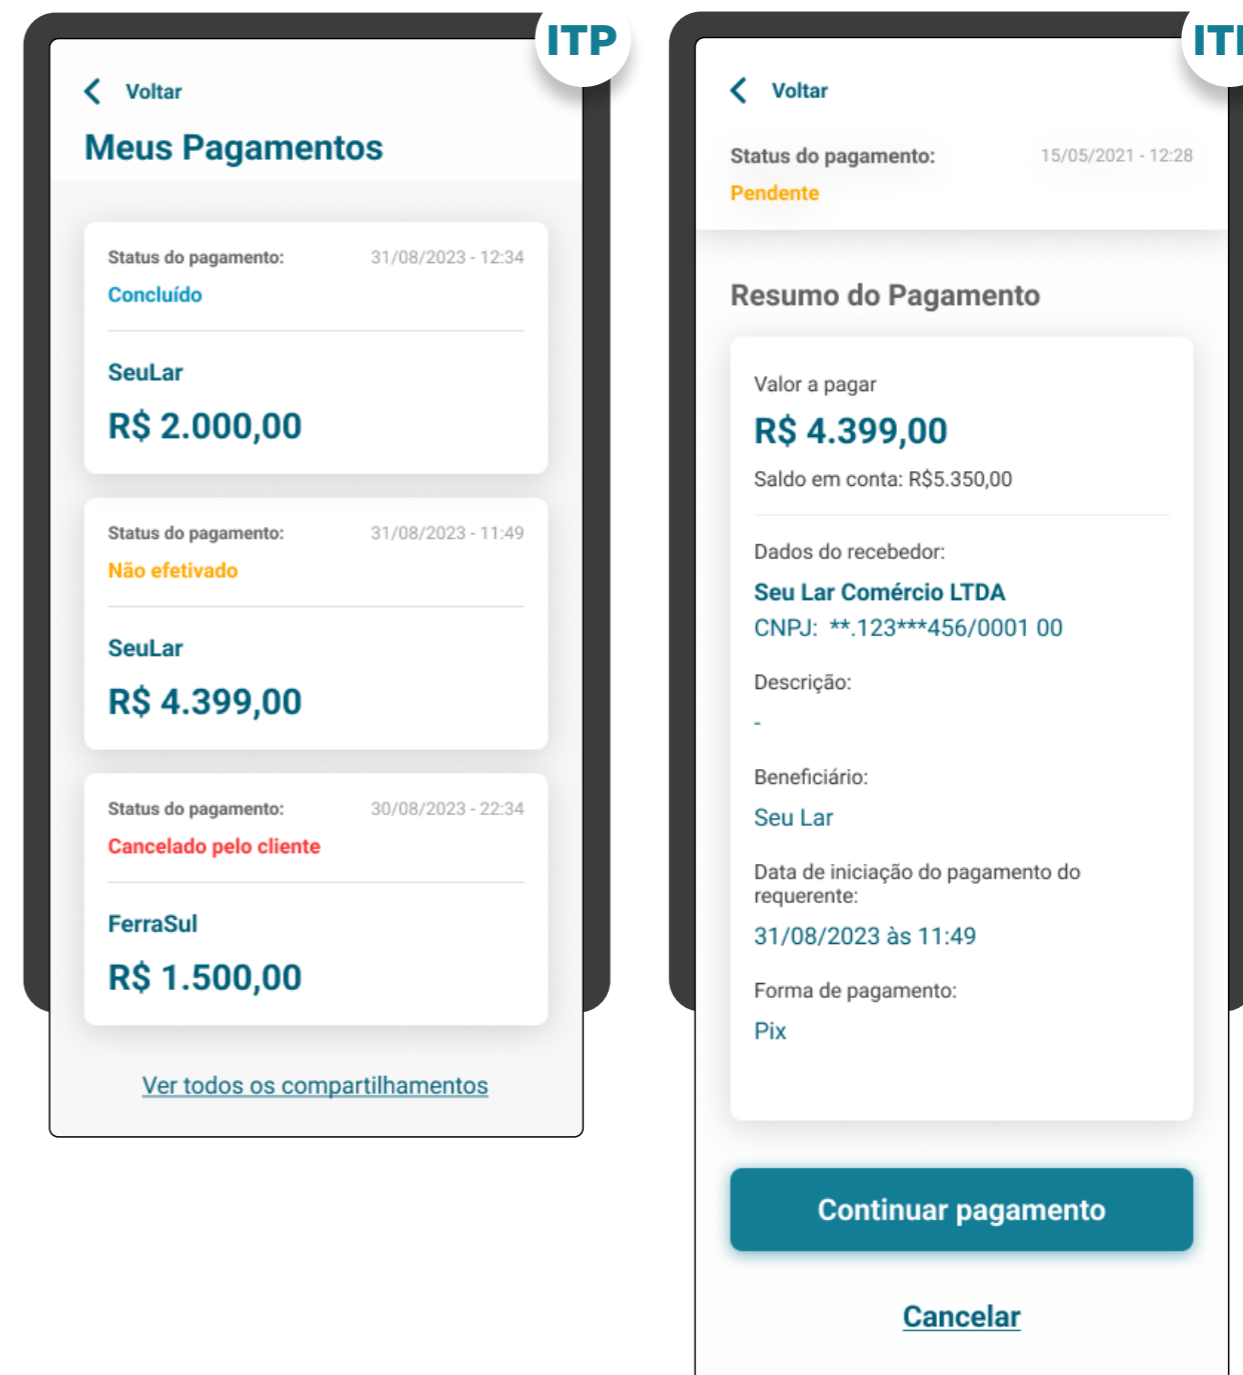 ITP
Voltar
Meus Pagamentos
Status do pagamento: 31/08/2023 - 12:34
Concluído
SeuLar
R$ 2.000,00
Status do pagamento: 31/08/2023 - 11:49
Não efetivado
SeuLar
R$ 4.399,00
Status do pagamento: 30/08/2023 - 22:34
Cancelado pelo cliente
FerraSul
R$ 1.500,00
Ver todos os compartilhamentos
Voltar
Status do pagamento: 15/05/2021 - 12:28
Pendente
Resumo do Pagamento
Valor a pagar
R$ 4.399,00
Saldo em conta: R$5.350,00
Dados do recebedor:
Seu Lar Comércio LTDA
CNPJ: **.123***456/0001 00
Descrição:
-
Beneficiário:
Seu Lar
Data de iniciação do pagamento do
requerente:
31/08/2023 às 11:49
Forma de pagamento:
Pix
Continuar pagamento
Cancelar